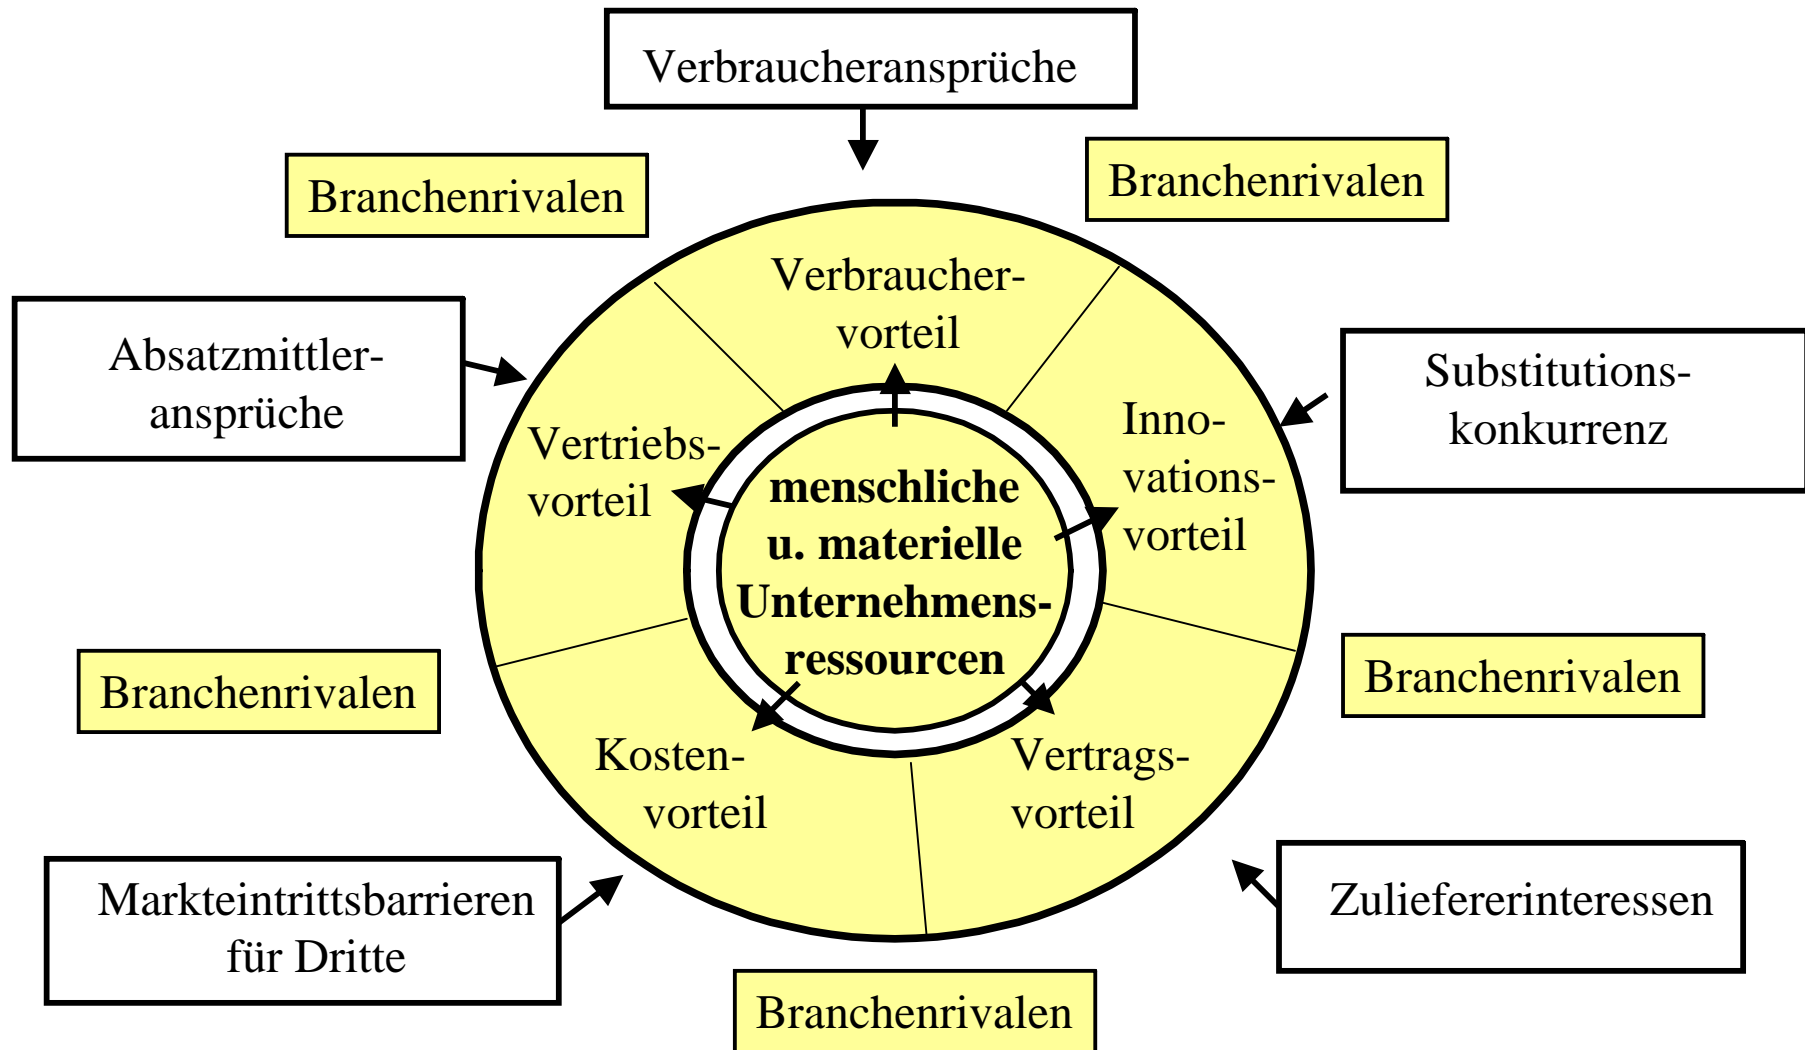 Verbraucheransprüche
Branchenrivalen
Branchenrivalen
Verbraucher-
vorteil
Absatzmittler-
ansprüche
Substitutions-
konkurrenz
Vertriebs-
vorteil
Inno-
vations-
vorteil
menschliche
u. materielle
Unternehmens-
ressourcen
Branchenrivalen
Branchenrivalen
Kosten-
vorteil
Vertrags-
vorteil
Markteintrittsbarrieren
für Dritte
Zuliefererinteressen
Branchenrivalen